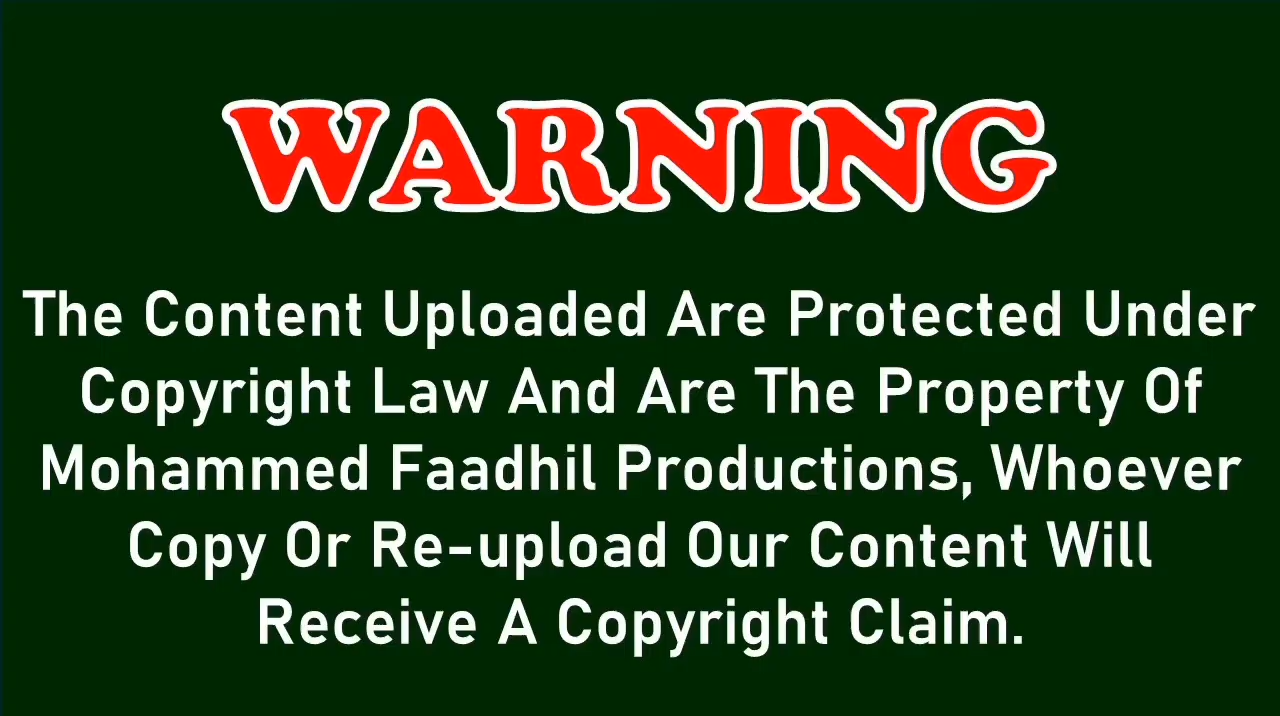 WARNING
The Content Uploaded Are Protected Under
Copyright Law And Are The Property Of
Mohammed Faadhil Productions, Whoever
Copy Or Re-upload Our Content Will
Receive A Copyright Claim.